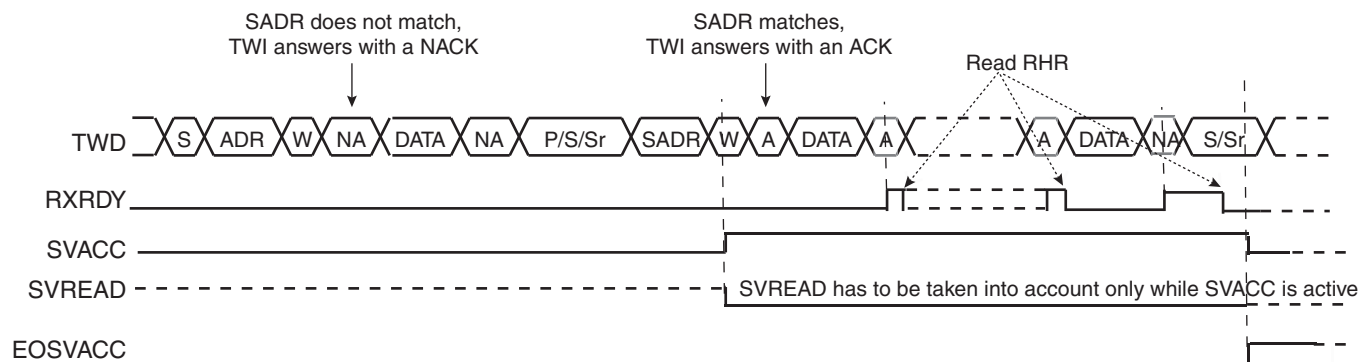 SADR does not match,
TWI answers with a NACK
SADR matches,
TWI answers with an ACK
Read RHR
TWD S ADR W NA DATA NA P/S/Sr SADR W A DATA A A DATA NA S/Sr
RXRDY
SVACC
SVREAD SVREAD has to be taken into account only while SVACC is active
EOSVACC